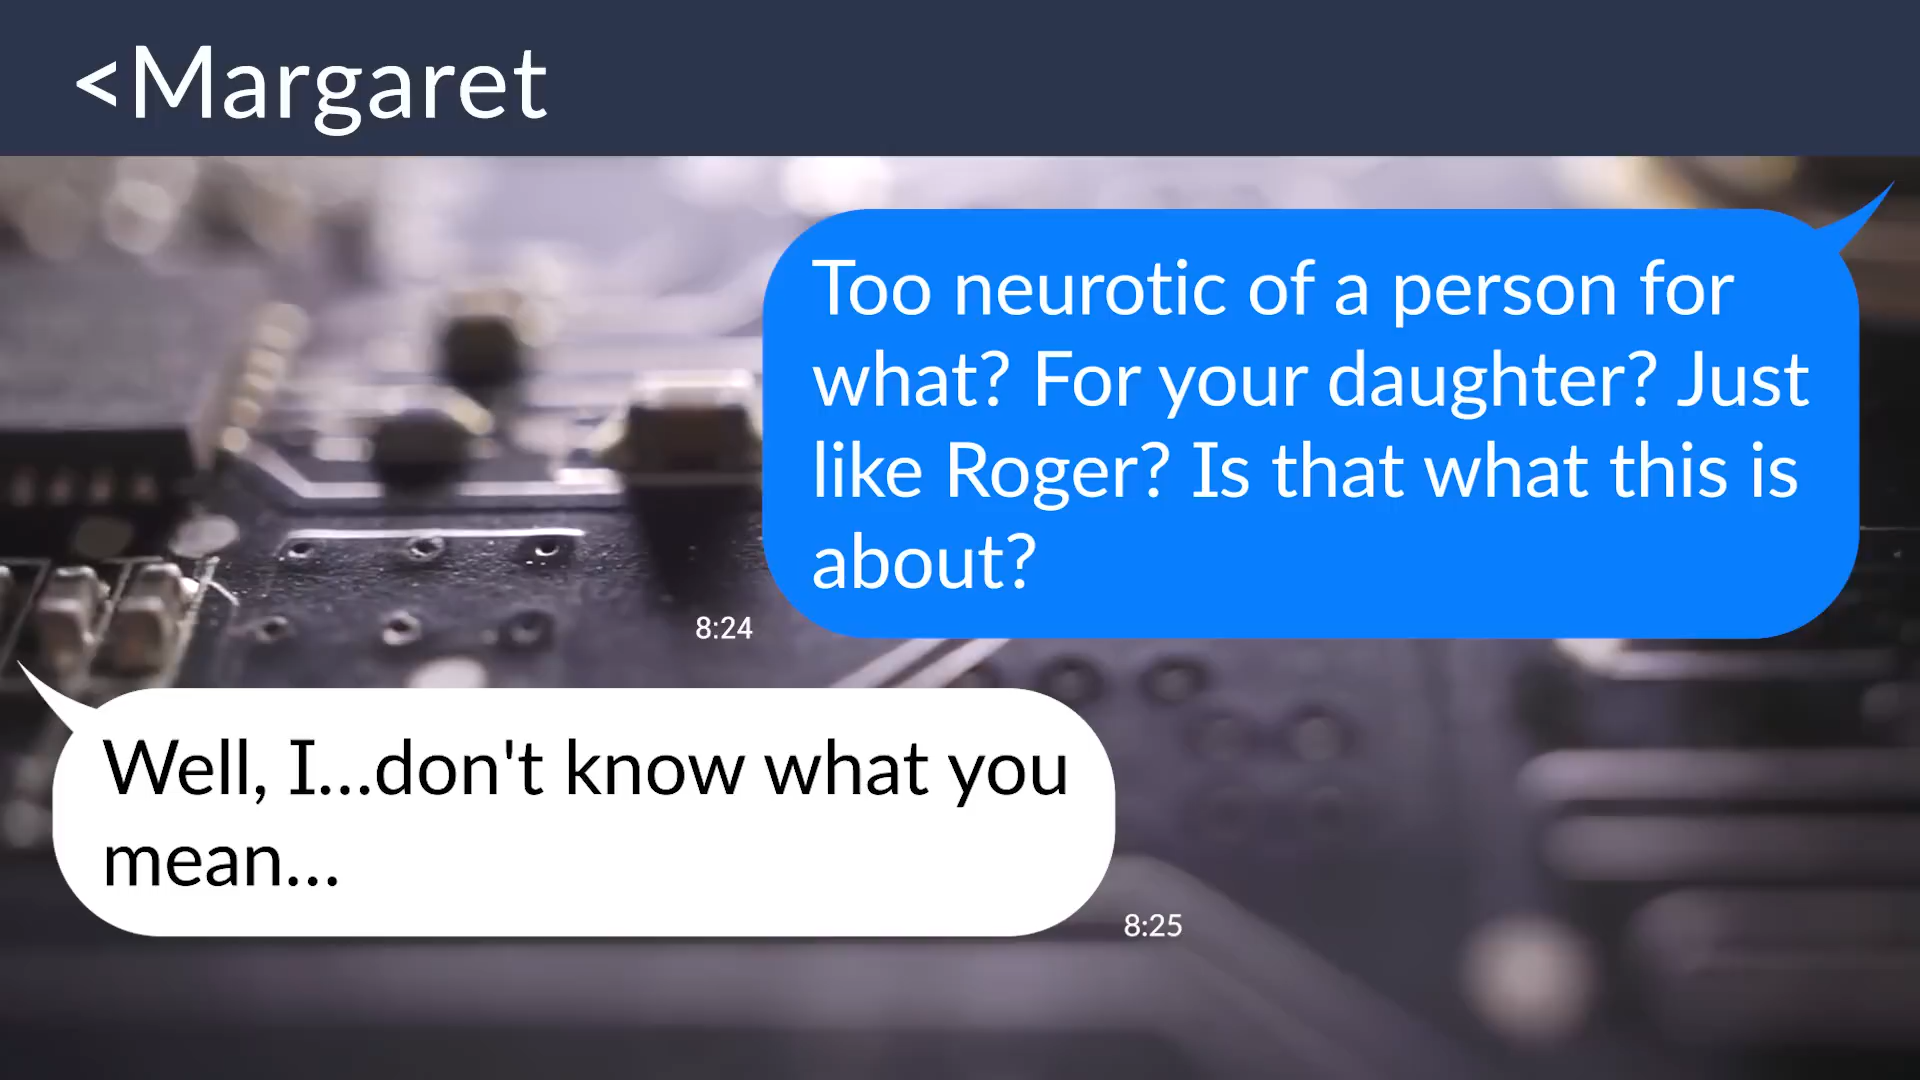 <Margaret
Too neurotic of a person for
what? For your daughter? Just
like Roger? Is that what this is
about?
8:24
Well, I...don't know what you
mean...
8:25